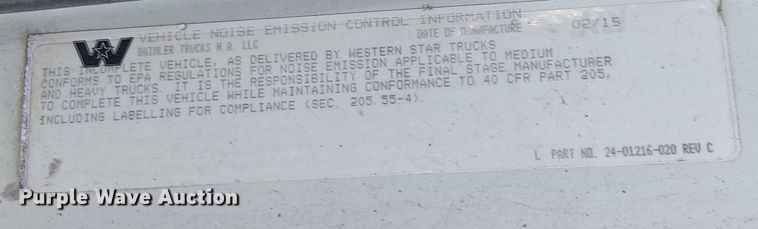 VEHICLE NOISE EMISSION CONTROL INFORMATION
DAIMLER TRUCKS N.A. LLC
DATE OF MANUFACTURE 02/15
THIS INCOMPLETE VEHICLE, AS DELIVERED BY WESTERN STAR TRUCKS
CONFORMS TO EPA REGULATIONS FOR NOISE EMISSION APPLICABLE TO MEDIUM
AND HEAVY TRUCKS. IT IS THE RESPONSIBILITY OF THE FINAL STAGE MANUFACTURER
TO COMPLETE THIS VEHICLE WHILE MAINTAINING CONFORMANCE TO 40 CFR PART 205,
INCLUDING LABELLING FOR COMPLIANCE (SEC. 205.55-4).
L PART NO. 24-01216-020 REV C
Purple Wave Auction